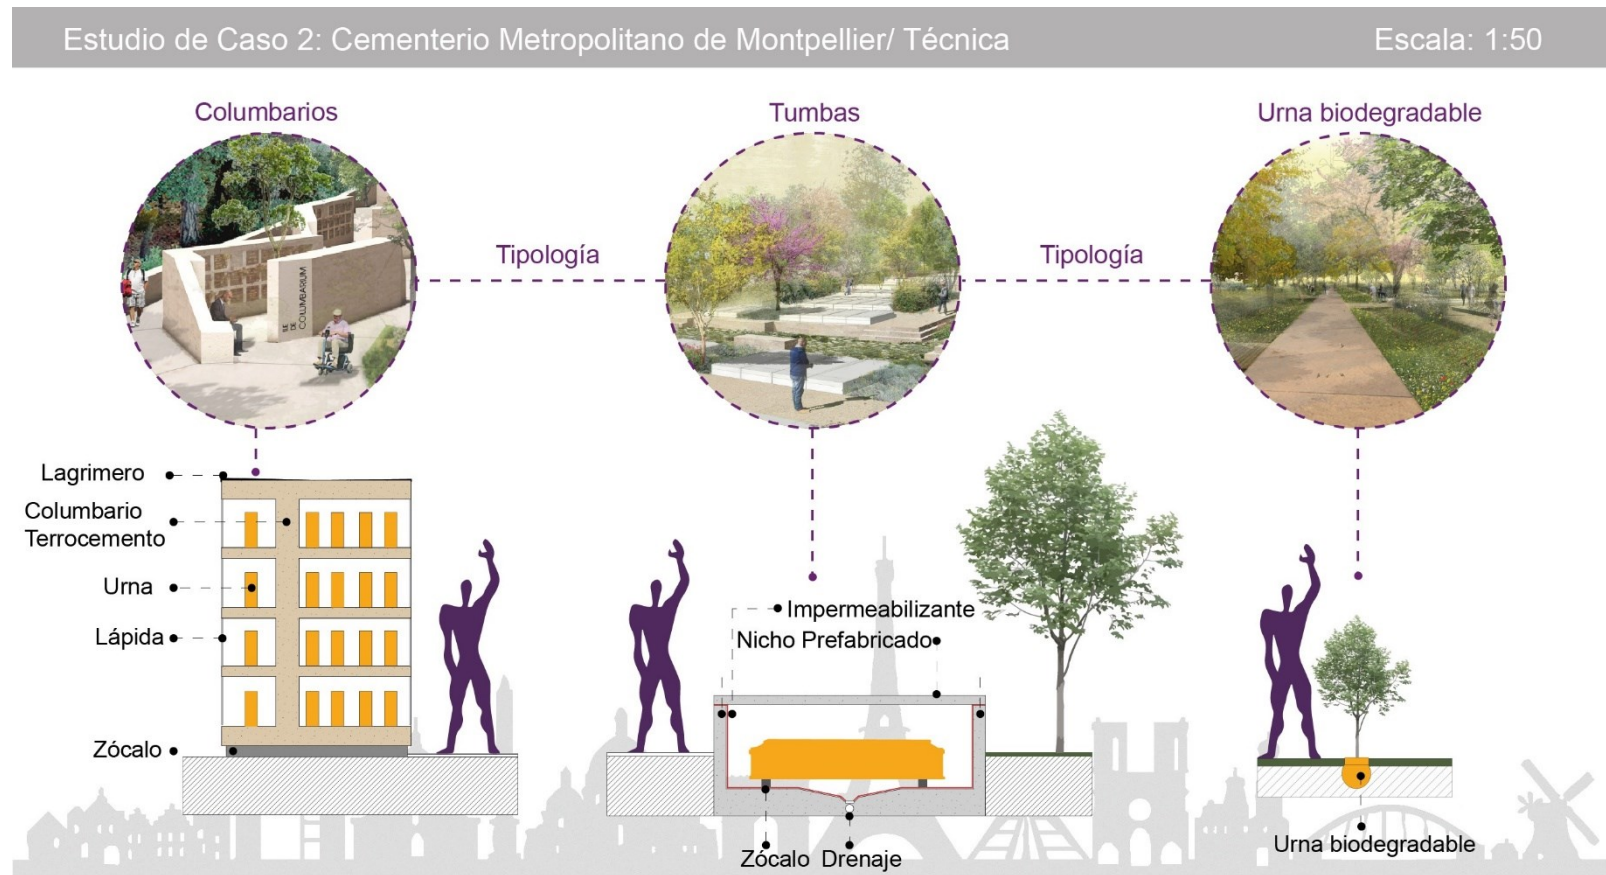 Estudio de Caso 2: Cementerio Metropolitano de Montpellier/ Técnica
Escala: 1:50
Columbarios
Tumbas
Urna biodegradable
Tipología
Tipología
COLUMBARIUM
Lagrimero
Columbario
Terrocemento
Urna
Lápida
Zócalo
Impermeabilizante
Nicho Prefabricado
Zócalo
Drenaje
Urna biodegradable